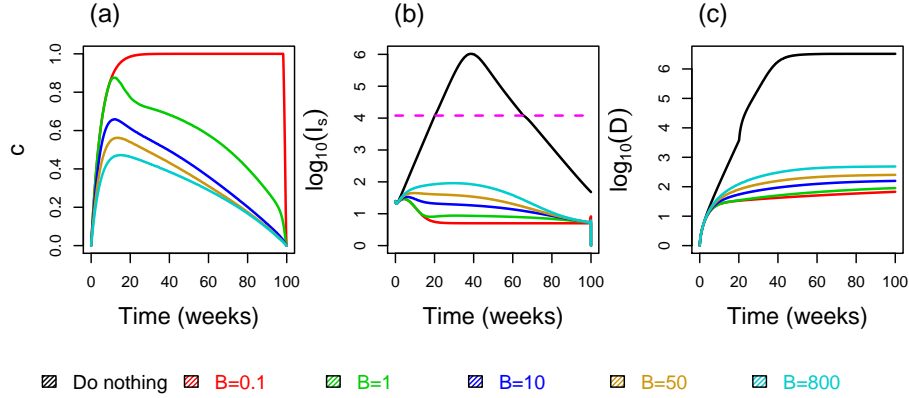 (a)
(b)
(c)
0.0 0.2 0.4 0.6 0.8 1.0
c
0 20 40 60 80 100
Time (weeks)
0 1 2 3 4 5 6
log10(Is)
0 20 40 60 80 100
Time (weeks)
0 1 2 3 4 5 6
log10(D)
0 20 40 60 80 100
Time (weeks)
Do nothing B=0.1 B=1 B=10 B=50 B=800